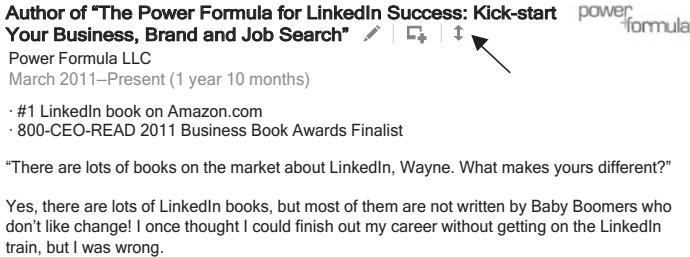 Author of “The Power Formula for LinkedIn Success: Kick-start
Your Business, Brand and Job Search”
power
formula
Power Formula LLC
March 2011–Present (1 year 10 months)
· #1 LinkedIn book on Amazon.com
· 800-CEO-READ 2011 Business Book Awards Finalist
“There are lots of books on the market about LinkedIn, Wayne. What makes yours different?”
Yes, there are lots of LinkedIn books, but most of them are not written by Baby Boomers who
don’t like change! I once thought I could finish out my career without getting on the LinkedIn
train, but I was wrong.